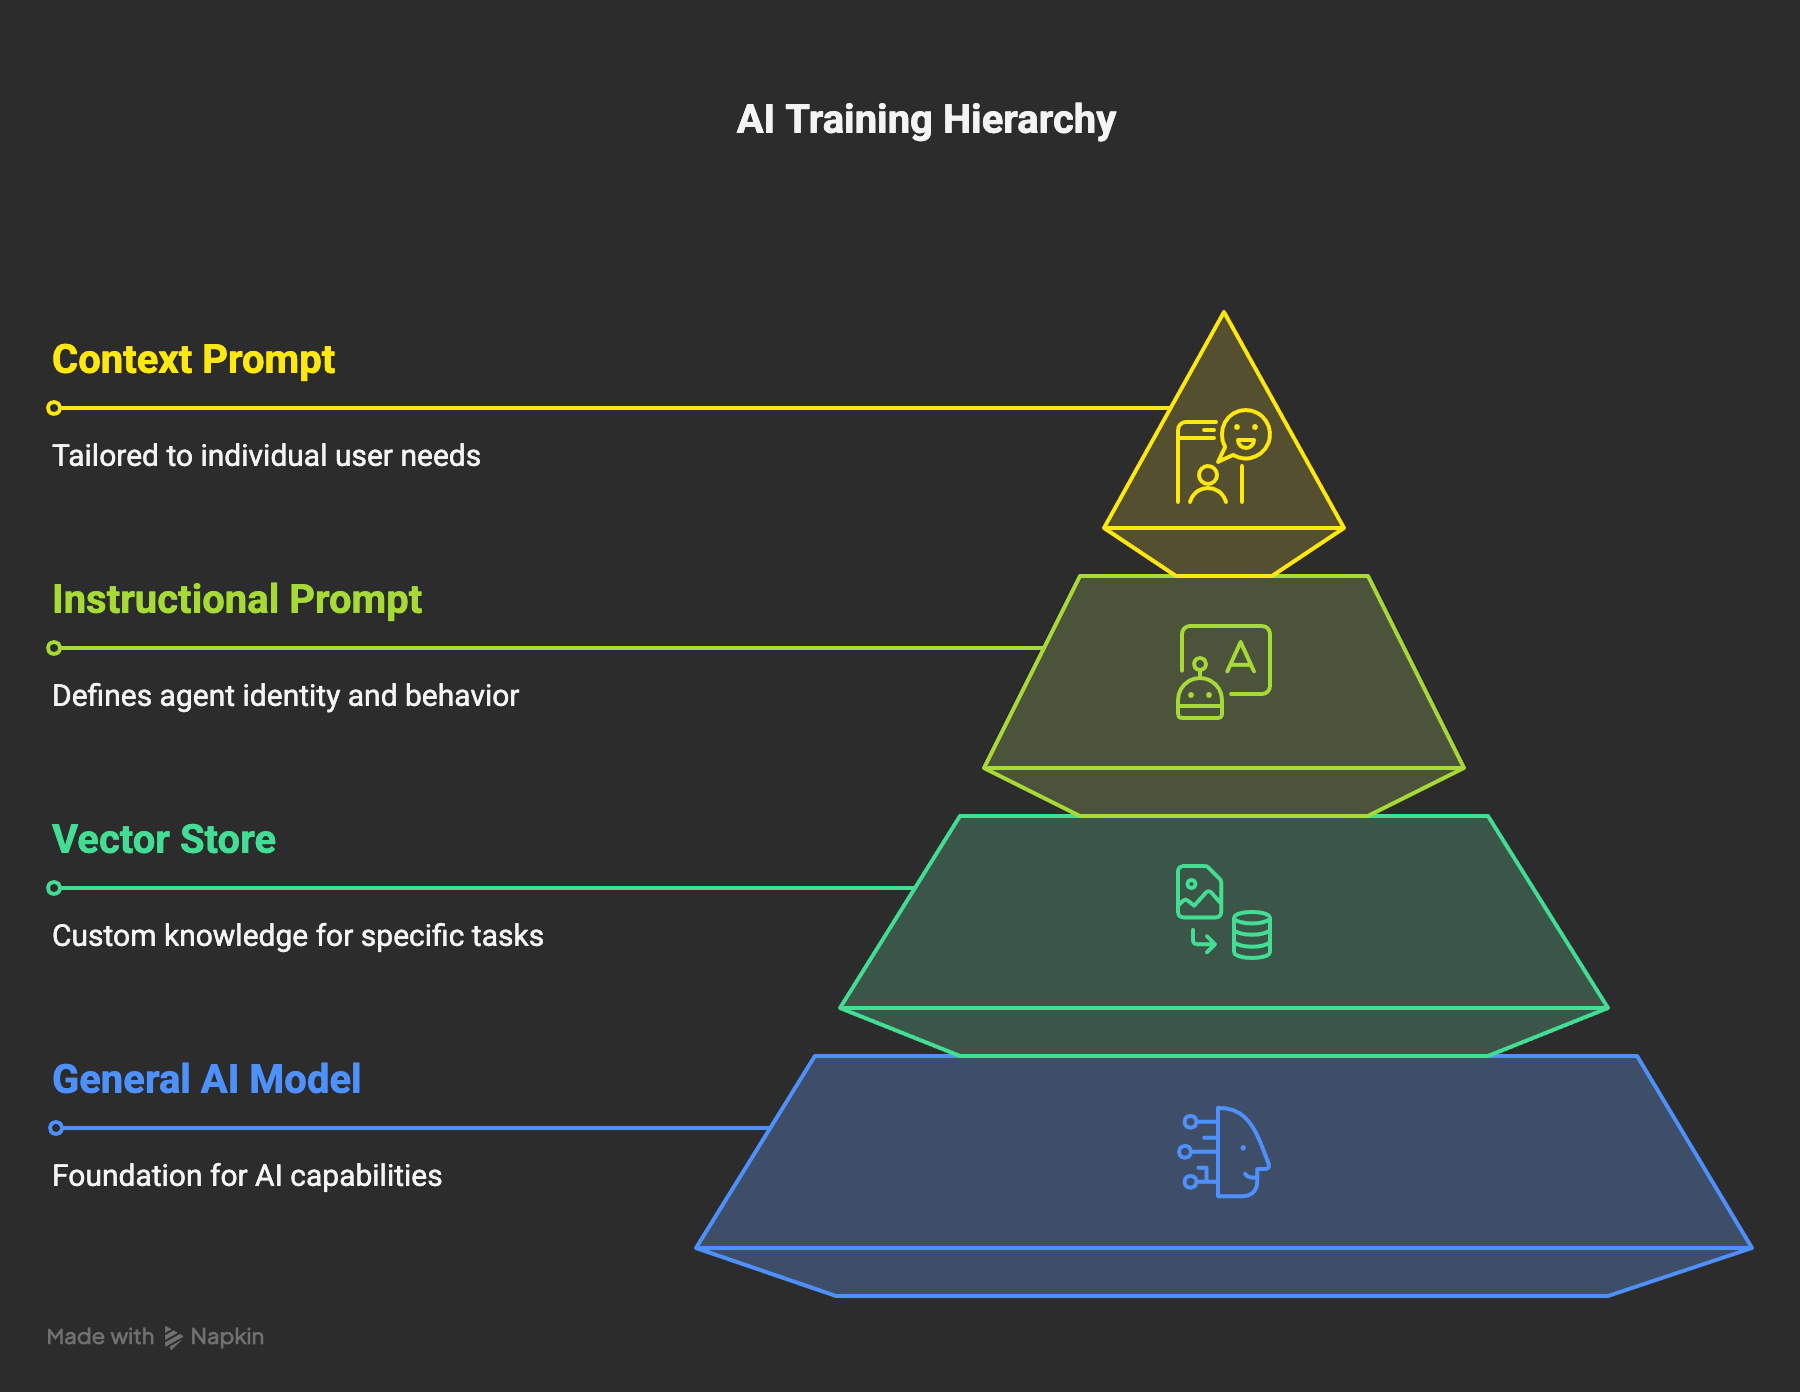 AI Training Hierarchy
Context Prompt
Tailored to individual user needs
Instructional Prompt
Defines agent identity and behavior
A
Vector Store
Custom knowledge for specific tasks
General AI Model
Foundation for AI capabilities
Made with Napkin